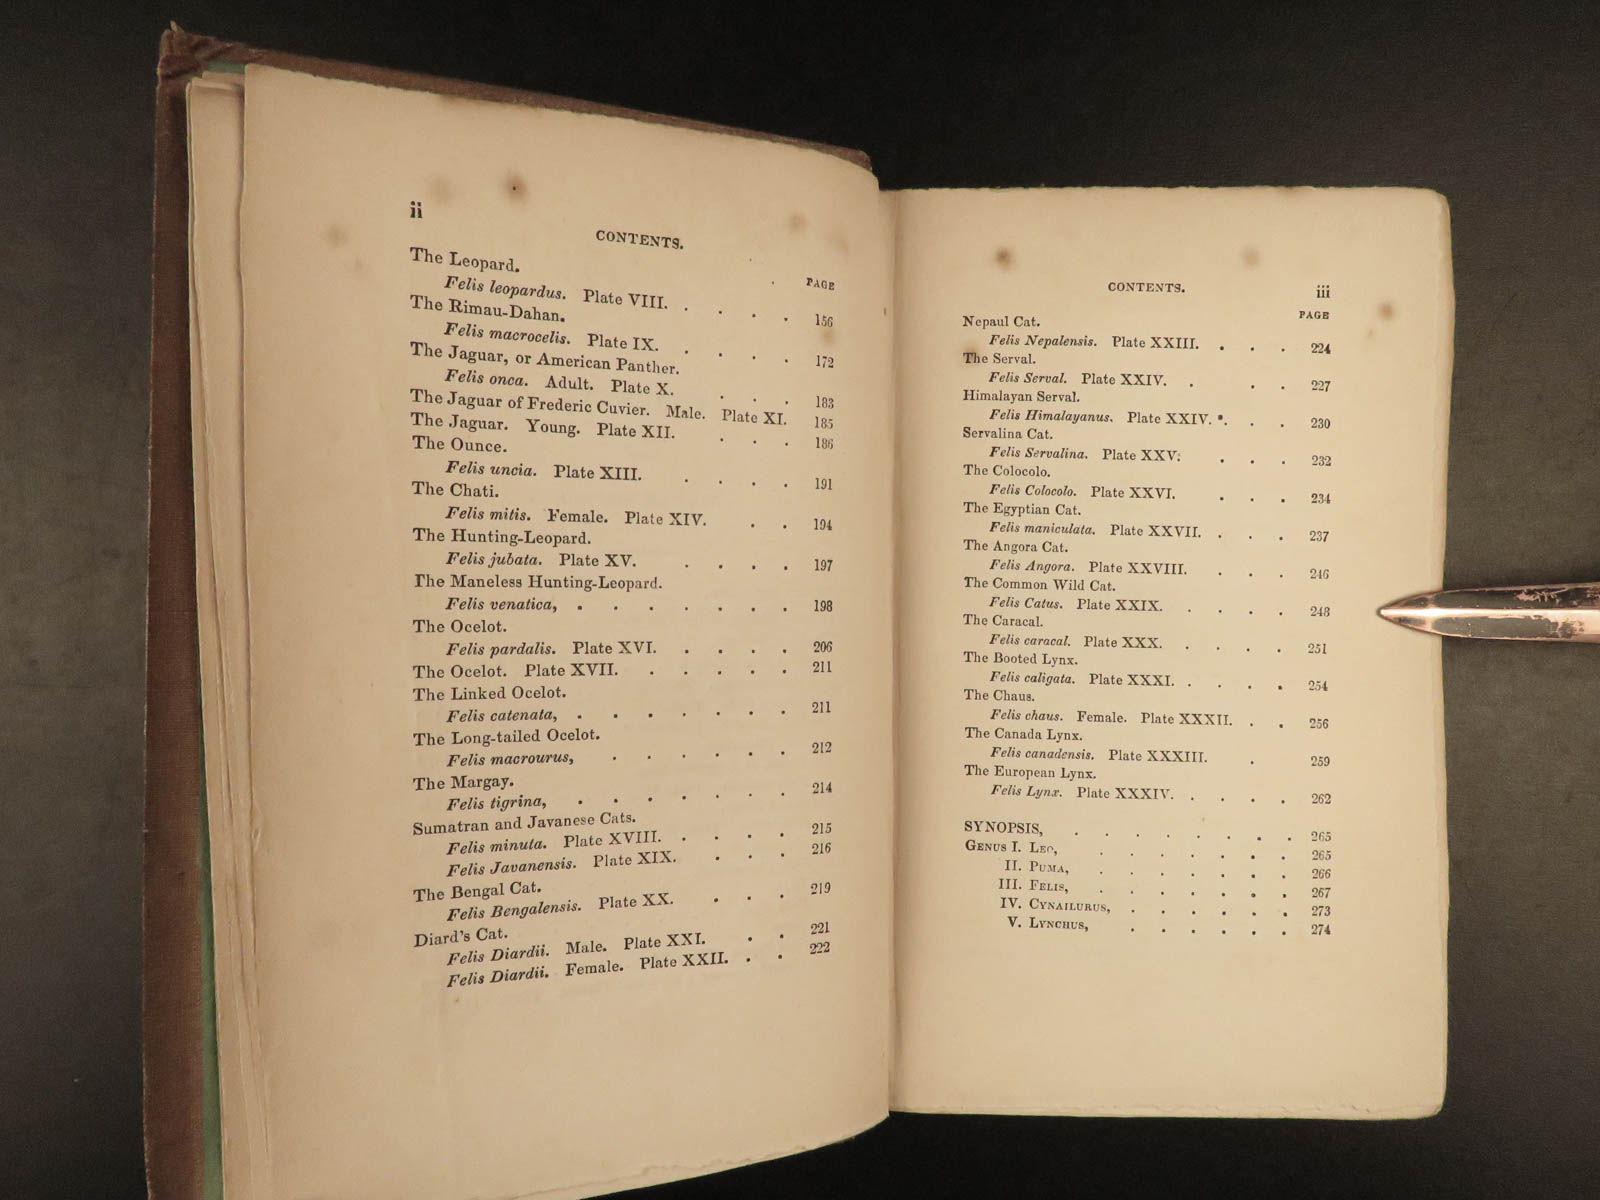 ii
CONTENTS.
PAGE
The Leopard.
Felis leopardus. Plate VIII. . . . . 156
The Rimau-Dahan.
Felis macrocelis. Plate IX. . . . . 172
The Jaguar, or American Panther.
Felis onca. Adult. Plate X. . . . 183
The Jaguar of Frederic Cuvier. Male. Plate XI. 185
The Jaguar. Young. Plate XII. . . . 186
The Ounce.
Felis uncia. Plate XIII. . . . . 191
The Chati.
Felis mitis. Female. Plate XIV. . . 194
The Hunting-Leopard.
Felis jubata. Plate XV. . . . . 197
The Maneless Hunting-Leopard.
Felis venatica, . . . . . . . 198
The Ocelot.
Felis pardalis. Plate XVI. . . . . 206
The Ocelot. Plate XVII. . . . . . 211
The Linked Ocelot.
Felis catenata, . . . . . . . 211
The Long-tailed Ocelot.
Felis macrourus, . . . . . . 212
The Margay.
Felis tigrina, . . . . . . . 214
Sumatran and Javanese Cats.
Felis minuta. Plate XVIII. . . . . 215
Felis Javanensis. Plate XIX. . . . 216
The Bengal Cat.
Felis Bengalensis. Plate XX. . . . 219
Diard's Cat.
Felis Diardii. Male. Plate XXI. . . 221
Felis Diardii. Female. Plate XXII. . . 222
CONTENTS. iii
PAGE
Nepaul Cat.
Felis Nepalensis. Plate XXIII. . . . 224
The Serval.
Felis Serval. Plate XXIV. . . . 227
Himalayan Serval.
Felis Himalayanus. Plate XXIV. *. . . 230
Servalina Cat.
Felis Servalina. Plate XXV. . . . 232
The Colocolo.
Felis Colocolo. Plate XXVI. . . . 234
The Egyptian Cat.
Felis maniculata. Plate XXVII. . . . 237
The Angora Cat.
Felis Angora. Plate XXVIII. . . . 246
The Common Wild Cat.
Felis Catus. Plate XXIX. . . . . 248
The Caracal.
Felis caracal. Plate XXX. . . . . 251
The Booted Lynx.
Felis caligata. Plate XXXI. . . . . 254
The Chaus.
Felis chaus. Female. Plate XXXII. . . 256
The Canada Lynx.
Felis canadensis. Plate XXXIII. . 259
The European Lynx.
Felis Lynx. Plate XXXIV. . . . . 262
SYNOPSIS, . . . . . . . 265
Genus I. Leo, . . . . . . 265
II. Puma, . . . . . . 266
III. Felis, . . . . . . 267
IV. Cynailurus, . . . . . . 273
V. Lynchus, . . . . . . 274